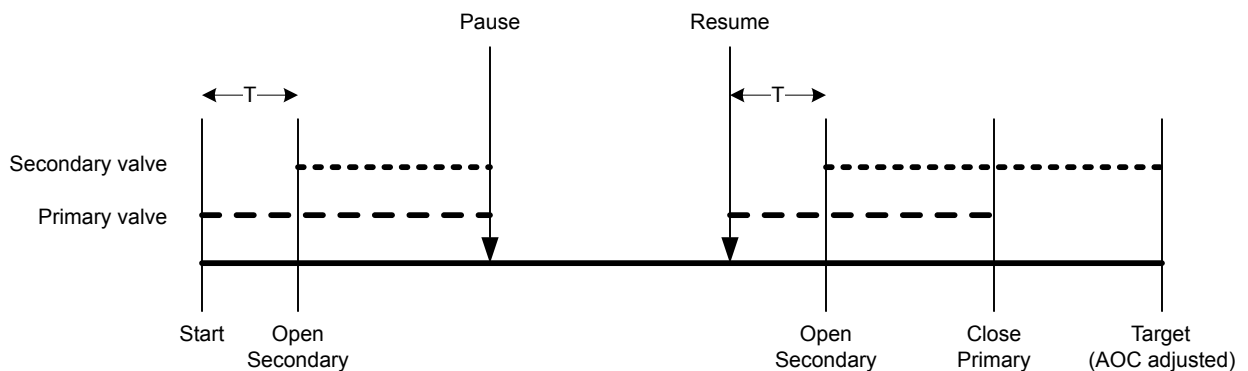 Pause
Resume
T
T
Secondary valve
Primary valve
Start
Open
Secondary
Open
Secondary
Close
Primary
Target
(AOC adjusted)